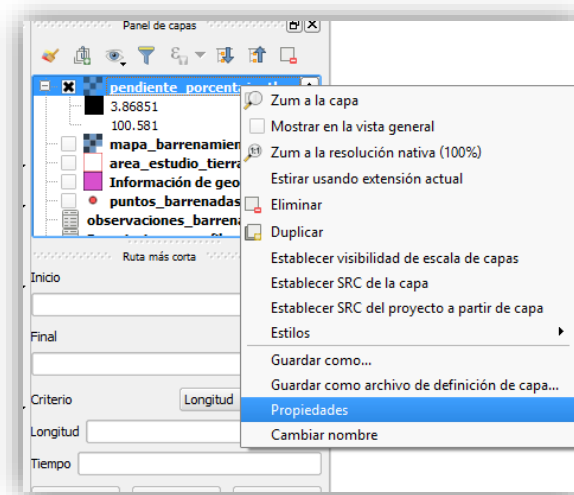 Panel de capas
pendiente_porcentaje
3.86851
100.581
mapa_barrenamien
area_estudio_tierra
Información de geo
puntos_barrenadas
observaciones_barrena
Ruta más corta
Inicio
Final
Criterio
Longitud
Longitud
Tiempo
Zum a la capa
Mostrar en la vista general
Zum a la resolución nativa (100%)
Estirar usando extensión actual
Eliminar
Duplicar
Establecer visibilidad de escala de capas
Establecer SRC de la capa
Establecer SRC del proyecto a partir de capa
Estilos
Guardar como...
Guardar como archivo de definición de capa...
Propiedades
Cambiar nombre